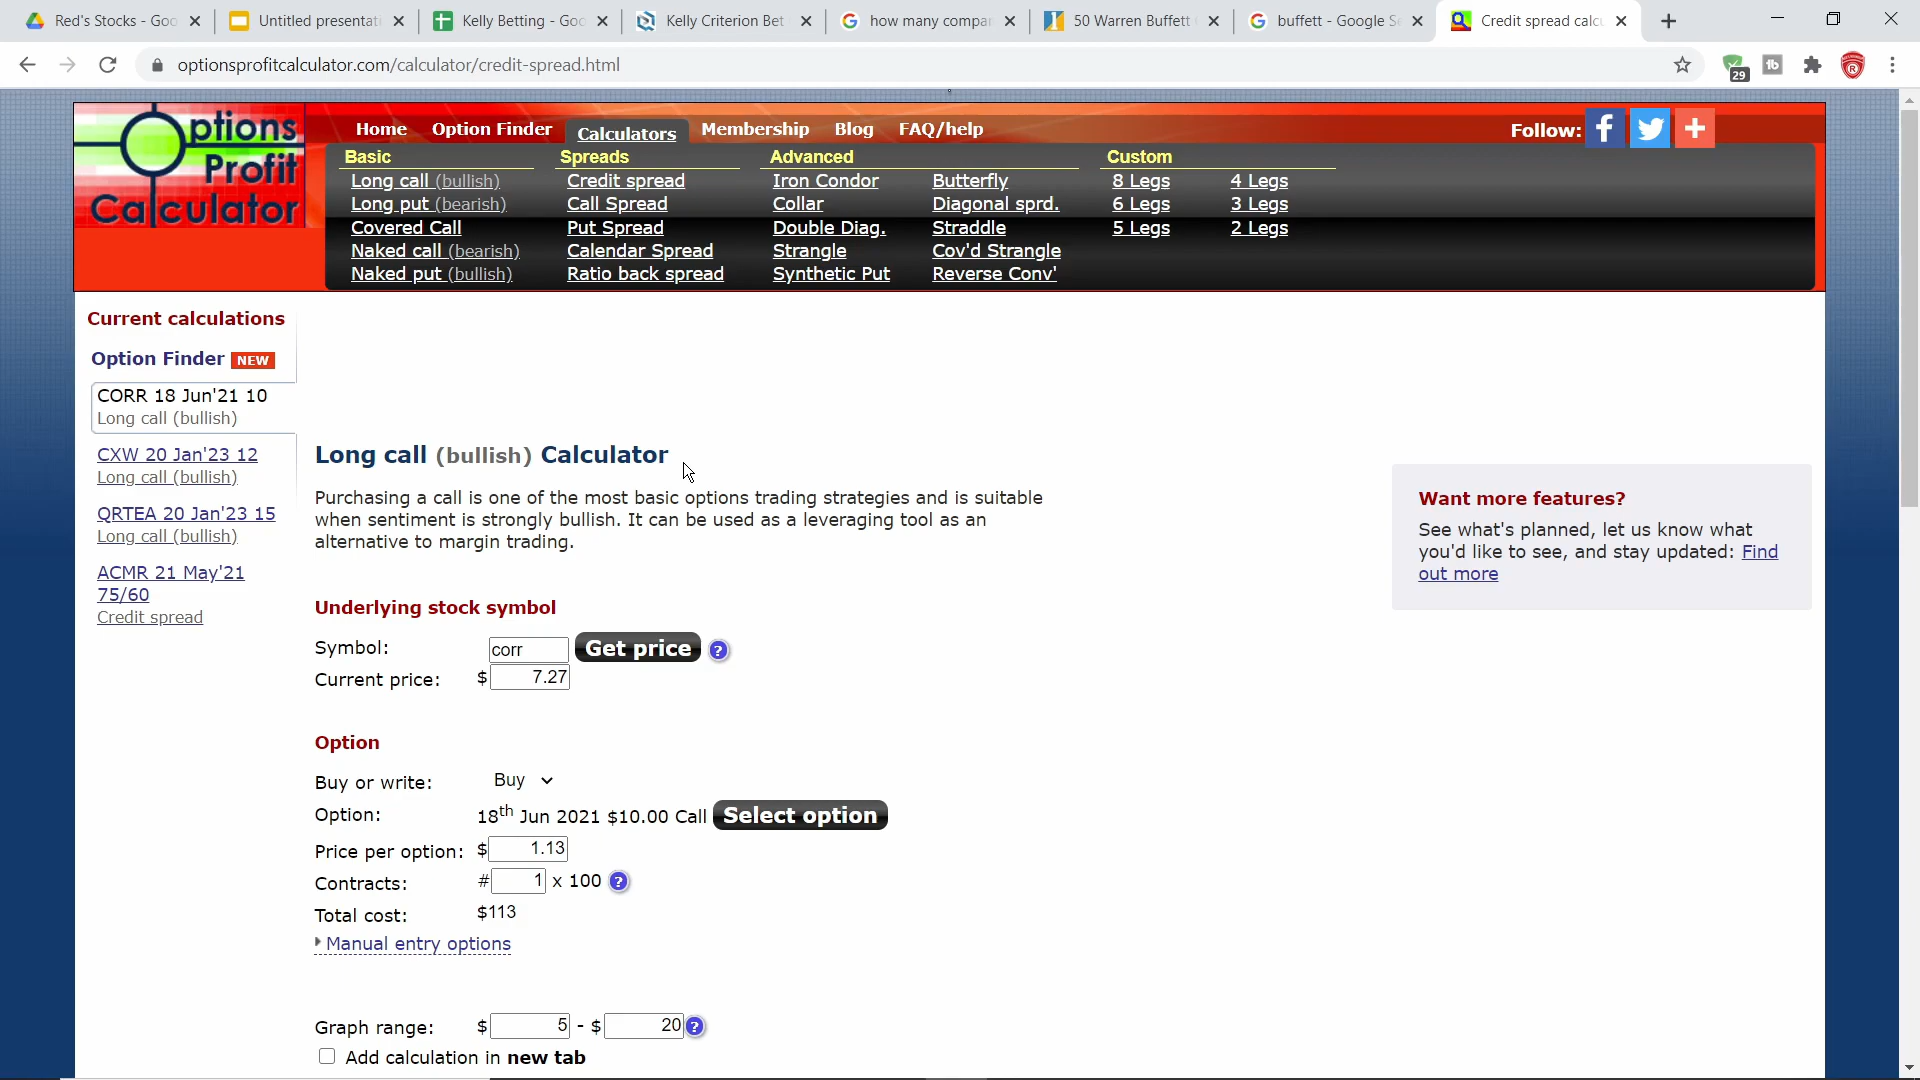 Red's Stocks - Goo
Untitled presentati
Kelly Betting - Goo
Kelly Criterion Bet
how many compan
50 Warren Buffett
buffett - Google Se
Credit spread calcu
optionsprofitcalculator.com/calculator/credit-spread.html
29
Options
Profit
Calculator
Home Option Finder Calculators Membership Blog FAQ/help
Follow:
Basic Spreads Advanced Custom
Long call (bullish) Credit spread Iron Condor Butterfly 8 Legs 4 Legs
Long put (bearish) Call Spread Collar Diagonal sprd. 6 Legs 3 Legs
Covered Call Put Spread Double Diag. Straddle 5 Legs 2 Legs
Naked call (bearish) Calendar Spread Strangle Cov'd Strangle
Naked put (bullish) Ratio back spread Synthetic Put Reverse Conv'
Current calculations
Option Finder NEW
CORR 18 Jun'21 10
Long call (bullish)
CXW 20 Jan'23 12
Long call (bullish)
QRTEA 20 Jan'23 15
Long call (bullish)
ACMR 21 May'21
75/60
Credit spread
Long call (bullish) Calculator
Purchasing a call is one of the most basic options trading strategies and is suitable
when sentiment is strongly bullish. It can be used as a leveraging tool as an
alternative to margin trading.
Want more features?
See what's planned, let us know what
you'd like to see, and stay updated: Find
out more
Underlying stock symbol
Symbol: corr Get price ?
Current price: $ 7.27
Option
Buy or write: Buy
Option: 18th Jun 2021 $10.00 Call Select option
Price per option: $ 1.13
Contracts: # 1 x 100 ?
Total cost: $113
Manual entry options
Graph range: $ 5 - $ 20 ?
Add calculation in new tab